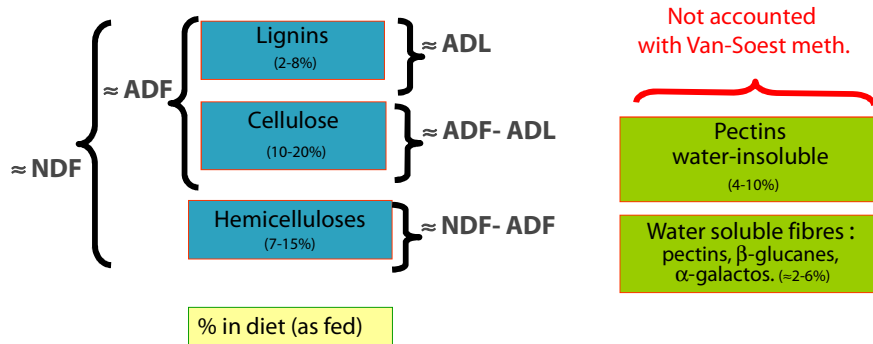 Lignins
(2-8%)
≈ ADL
≈ ADF
Cellulose
(10-20%)
≈ ADF- ADL
≈ NDF
Hemicelluloses
(7-15%)
≈ NDF- ADF
% in diet (as fed)
Not accounted
with Van-Soest meth.
Pectins
water-insoluble
(4-10%)
Water soluble fibres :
pectins, β-glucanes,
α-galactos. (≈2-6%)